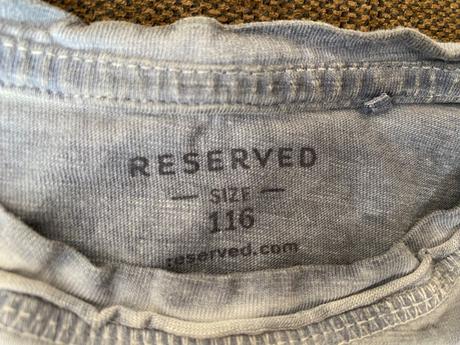 RESERVED
— SIZE —
116
reserved.com